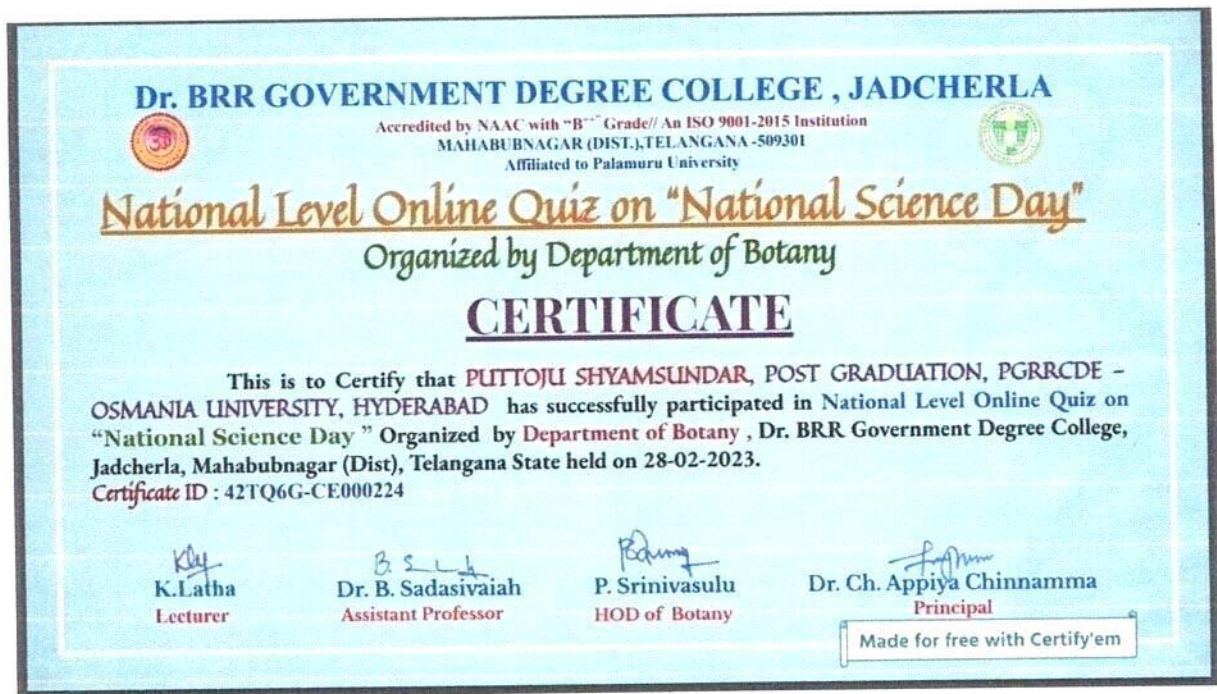 Dr. BRR GOVERNMENT DEGREE COLLEGE , JADCHERLA
Accredited by NAAC with "B++" Grade// An ISO 9001-2015 Institution
MAHABUBNAGAR (DIST.),TELANGANA -509301
Affiliated to Palamuru University
National Level Online Quiz on "National Science Day"
Organized by Department of Botany
CERTIFICATE
This is to Certify that PUTTOJU SHYAMSUNDAR, POST GRADUATION, PGRRCDE –
OSMANIA UNIVERSITY, HYDERABAD has successfully participated in National Level Online Quiz on
“National Science Day ” Organized by Department of Botany , Dr. BRR Government Degree College,
Jadcherla, Mahabubnagar (Dist), Telangana State held on 28-02-2023.
Certificate ID : 42TQ6G-CE000224
K.Latha Dr. B. Sadasivaiah P. Srinivasulu Dr. Ch. Appiya Chinnamma
Lecturer Assistant Professor HOD of Botany Principal
Made for free with Certify'em